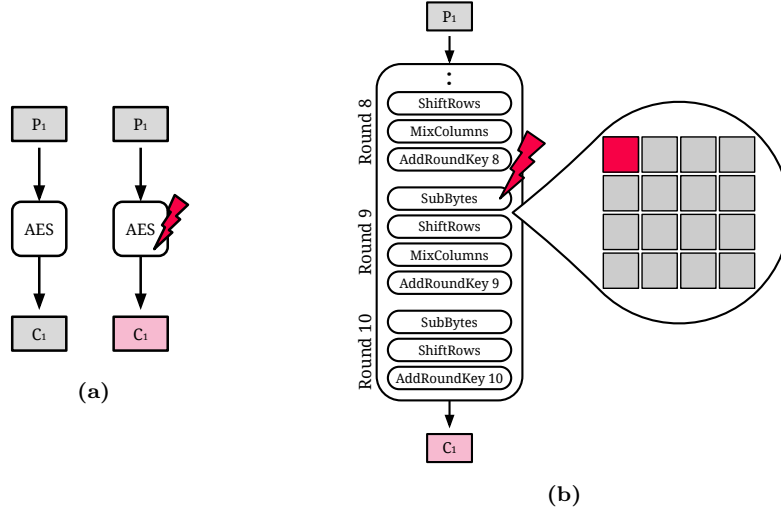 P₁
P₁
AES
AES
C₁
C₁
(a)
P₁
:
Round 8
ShiftRows
MixColumns
AddRoundKey 8
Round 9
SubBytes
ShiftRows
MixColumns
AddRoundKey 9
Round 10
SubBytes
ShiftRows
AddRoundKey 10
C₁
(b)